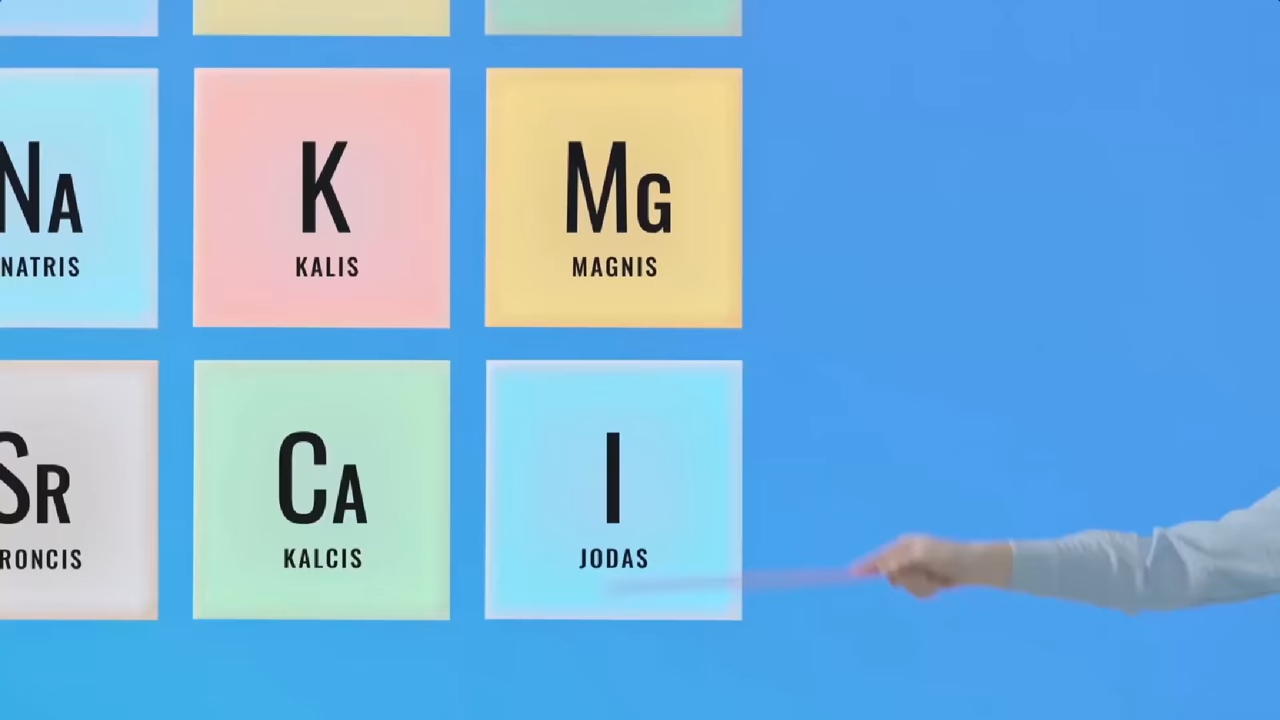 Na
NATRIS
K
KALIS
Mg
MAGNIS
Sr
RONCIS
Ca
KALCIS
I
JODAS